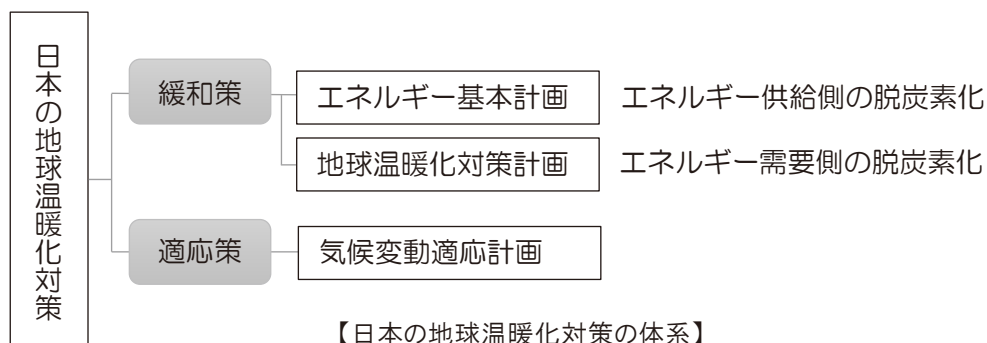 日本の地球温暖化対策
緩和策
エネルギー基本計画
エネルギー供給側の脱炭素化
地球温暖化対策計画
エネルギー需要側の脱炭素化
適応策
気候変動適応計画
【日本の地球温暖化対策の体系】